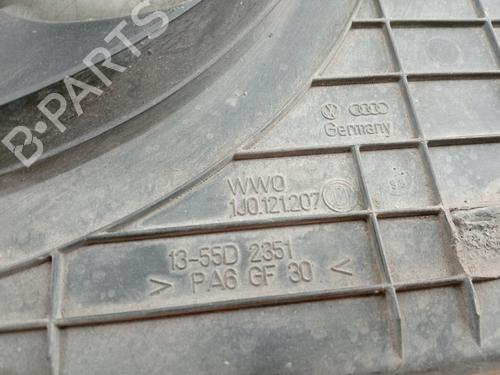 B-PARTS
Germany
WWO
1J0.121.207
13-55D 2351
> PA6 GF 30 <